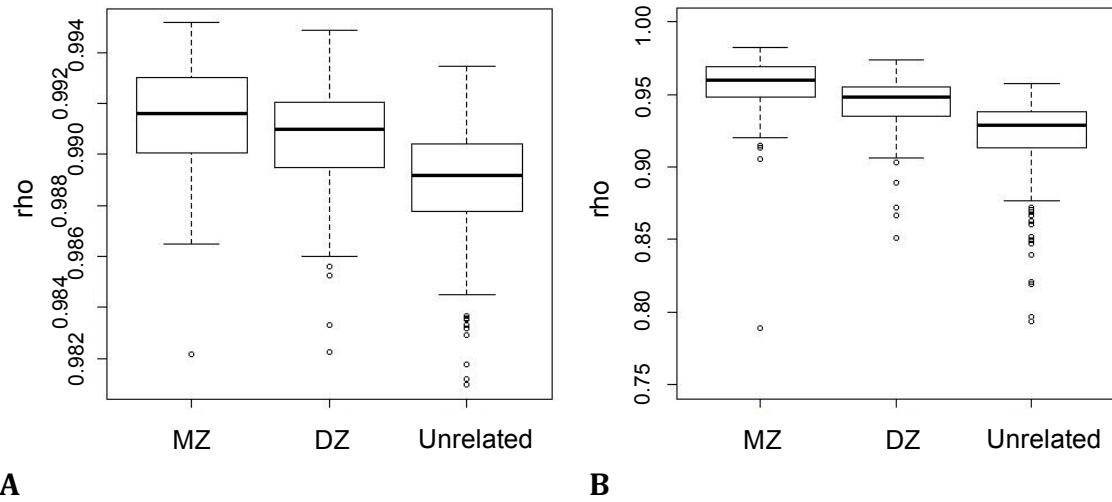 rho
0.994
0.992
0.990
0.988
0.986
0.984
0.982
MZ
DZ
Unrelated
A
rho
1.00
0.95
0.90
0.85
0.80
0.75
MZ
DZ
Unrelated
B